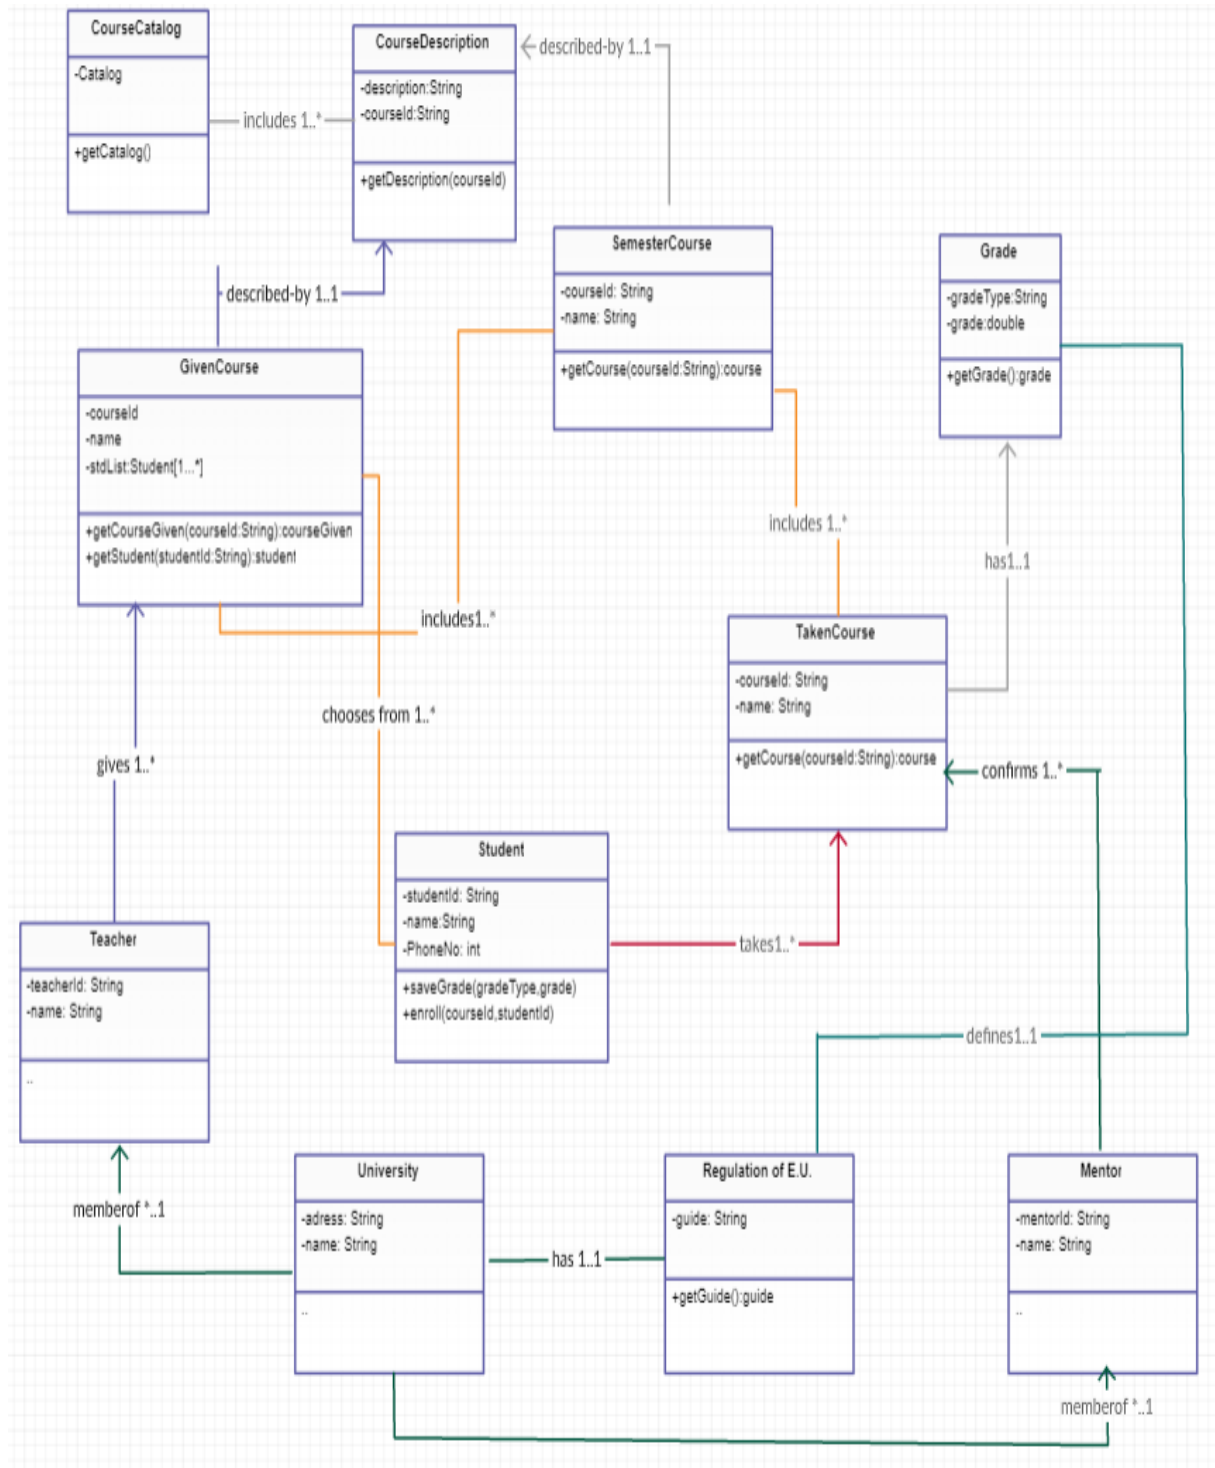 CourseCatalog
-Catalog
+getCatalog()
includes 1..*
CourseDescription
-description:String
-courseId:String
+getDescription(courseId)
described-by 1..1
described-by 1..1
SemesterCourse
-courseId: String
-name: String
+getCourse(courseId:String):course
Grade
-gradeType:String
-grade:double
+getGrade():grade
GivenCourse
-courseId
-name
-stdList:Student[1...*]
+getCourseGiven(courseId:String):courseGiven
+getStudent(studentId:String):student
includes 1..*
has1..1
includes1..*
TakenCourse
-courseId: String
-name: String
+getCourse(courseId:String):course
chooses from 1..*
gives 1..*
confirms 1..*
Student
-studentId: String
-name:String
-PhoneNo: int
+saveGrade(gradeType,grade)
+enroll(courseId,studentId)
takes1..*
Teacher
-teacherId: String
-name: String
..
defines1..1
memberof *..1
University
-adress: String
-name: String
..
has 1..1
Regulation of E.U.
-guide: String
+getGuide():guide
Mentor
-mentorId: String
-name: String
..
memberof *..1